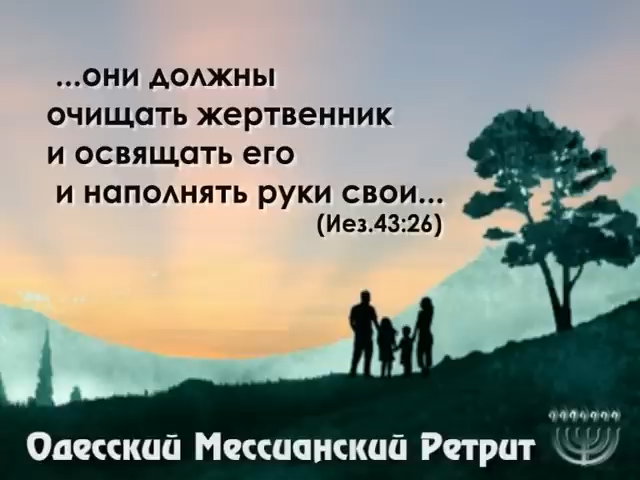 ...они должны
очищать жертвенник
и освящать его
и наполнять руки свои...
(Иез.43:26)
Одесский Мессианский Ретрит